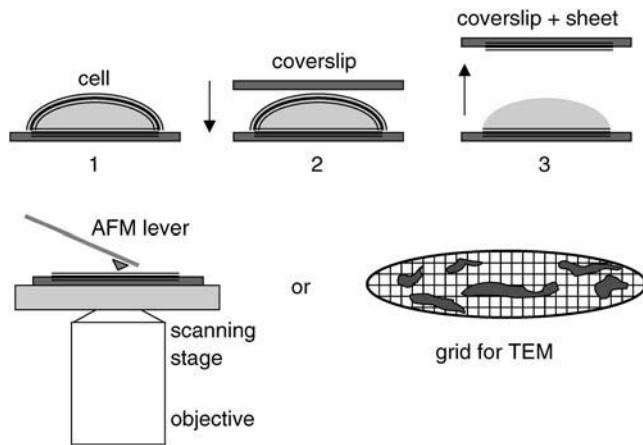 coverslip + sheet
cell
coverslip
1
2
3
AFM lever
or
scanning
stage
grid for TEM
objective